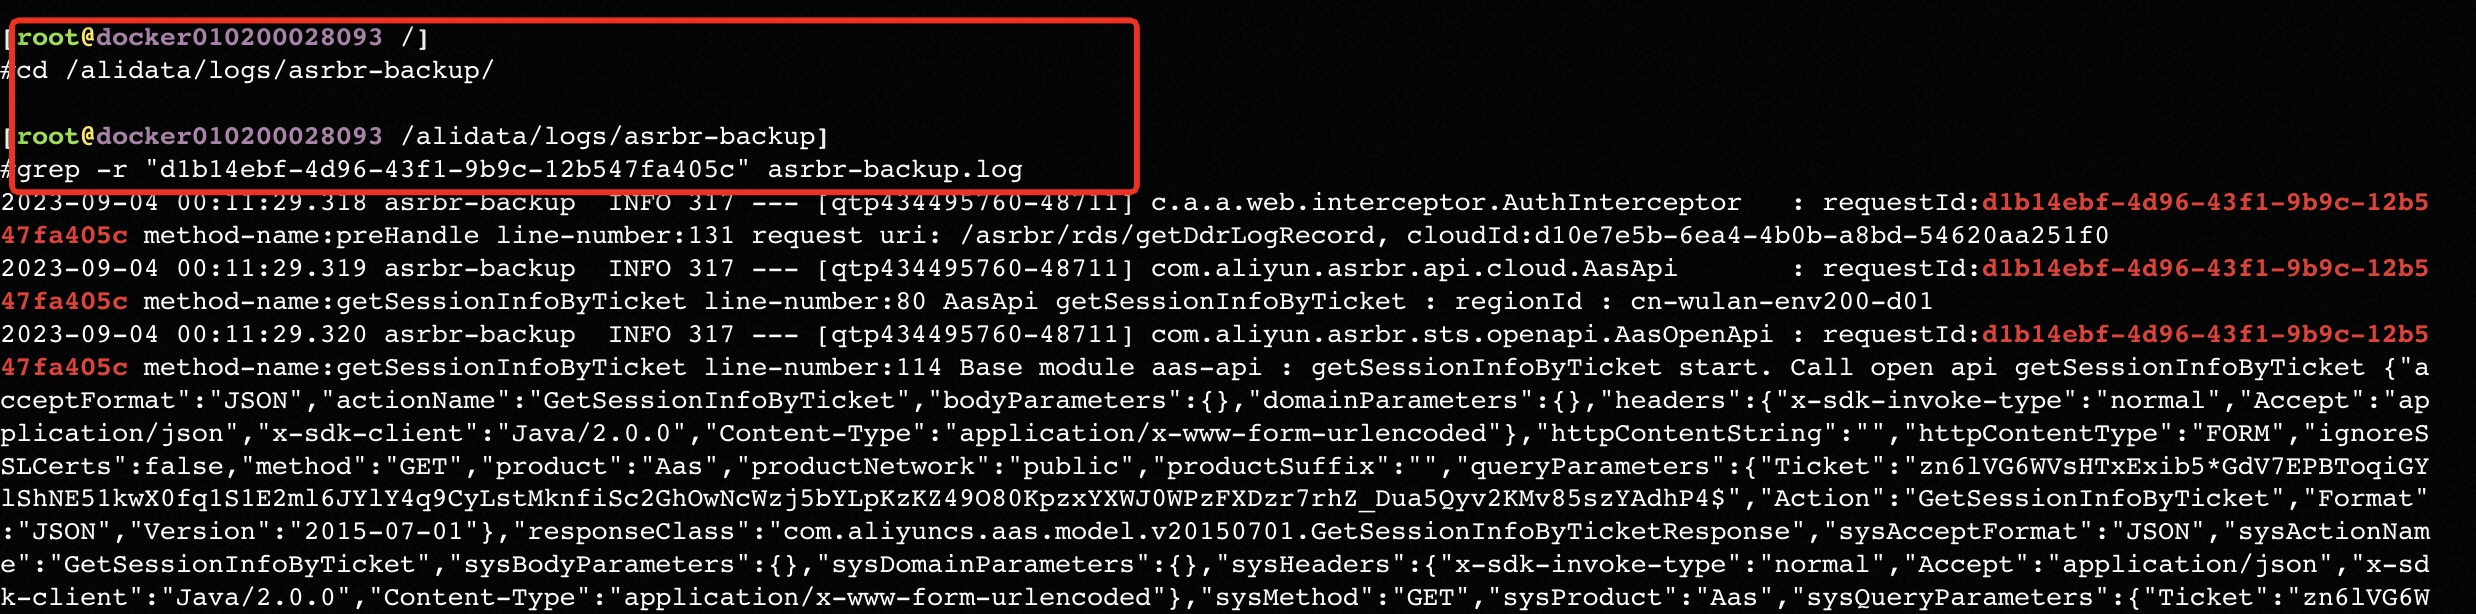 [root@docker010200028093 /]
#cd /alidata/logs/asrbr-backup/
[root@docker010200028093 /alidata/logs/asrbr-backup]
#grep -r "d1b14ebf-4d96-43f1-9b9c-12b547fa405c" asrbr-backup.log
2023-09-04 00:11:29.318 asrbr-backup  INFO 317 --- [qtp434495760-48711] c.a.a.web.interceptor.AuthInterceptor   : requestId:d1b14ebf-4d96-43f1-9b9c-12b5
47fa405c method-name:preHandle line-number:131 request uri: /asrbr/rds/getDdrLogRecord, cloudId:d10e7e5b-6ea4-4b0b-a8bd-54620aa251f0
2023-09-04 00:11:29.319 asrbr-backup  INFO 317 --- [qtp434495760-48711] com.aliyun.asrbr.api.cloud.AasApi       : requestId:d1b14ebf-4d96-43f1-9b9c-12b5
47fa405c method-name:getSessionInfoByTicket line-number:80 AasApi getSessionInfoByTicket : regionId : cn-wulan-env200-d01
2023-09-04 00:11:29.320 asrbr-backup  INFO 317 --- [qtp434495760-48711] com.aliyun.asrbr.sts.openapi.AasOpenApi : requestId:d1b14ebf-4d96-43f1-9b9c-12b5
47fa405c method-name:getSessionInfoByTicket line-number:114 Base module aas-api : getSessionInfoByTicket start. Call open api getSessionInfoByTicket {"a
cceptFormat":"JSON","actionName":"GetSessionInfoByTicket","bodyParameters":{},"domainParameters":{},"headers":{"x-sdk-invoke-type":"normal","Accept":"ap
plication/json","x-sdk-client":"Java/2.0.0","Content-Type":"application/x-www-form-urlencoded"},"httpContentString":"","httpContentType":"FORM","ignoreS
SLCerts":false,"method":"GET","product":"Aas","productNetwork":"public","productSuffix":"","queryParameters":{"Ticket":"zn6lVG6WVsHTxExib5*GdV7EPBToqiGY
lShNE51kwX0fq1S1E2ml6JYlY4q9CyLstMknfiSc2GhOwNcWzj5bYLpKzKZ49O80KpzxYXWJ0WPzFXDzr7rhZ_Dua5Qyv2KMv85szYAdhP4$","Action":"GetSessionInfoByTicket","Format"
:"JSON","Version":"2015-07-01"},"responseClass":"com.aliyuncs.aas.model.v20150701.GetSessionInfoByTicketResponse","sysAcceptFormat":"JSON","sysActionNam
e":"GetSessionInfoByTicket","sysBodyParameters":{},"sysDomainParameters":{},"sysHeaders":{"x-sdk-invoke-type":"normal","Accept":"application/json","x-sd
k-client":"Java/2.0.0","Content-Type":"application/x-www-form-urlencoded"},"sysMethod":"GET","sysProduct":"Aas","sysQueryParameters":{"Ticket":"zn6lVG6W